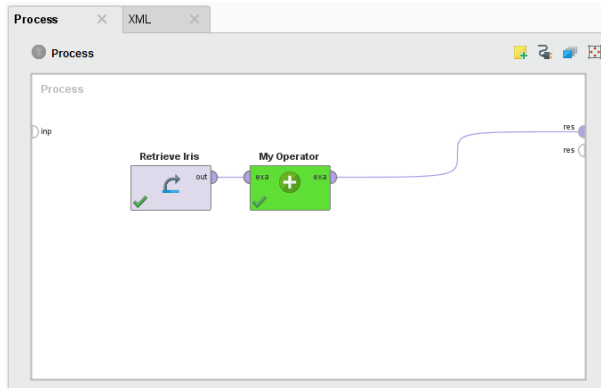 Process
XML
Process
Process
inp
res
res
Retrieve Iris
My Operator
out
exa
exa